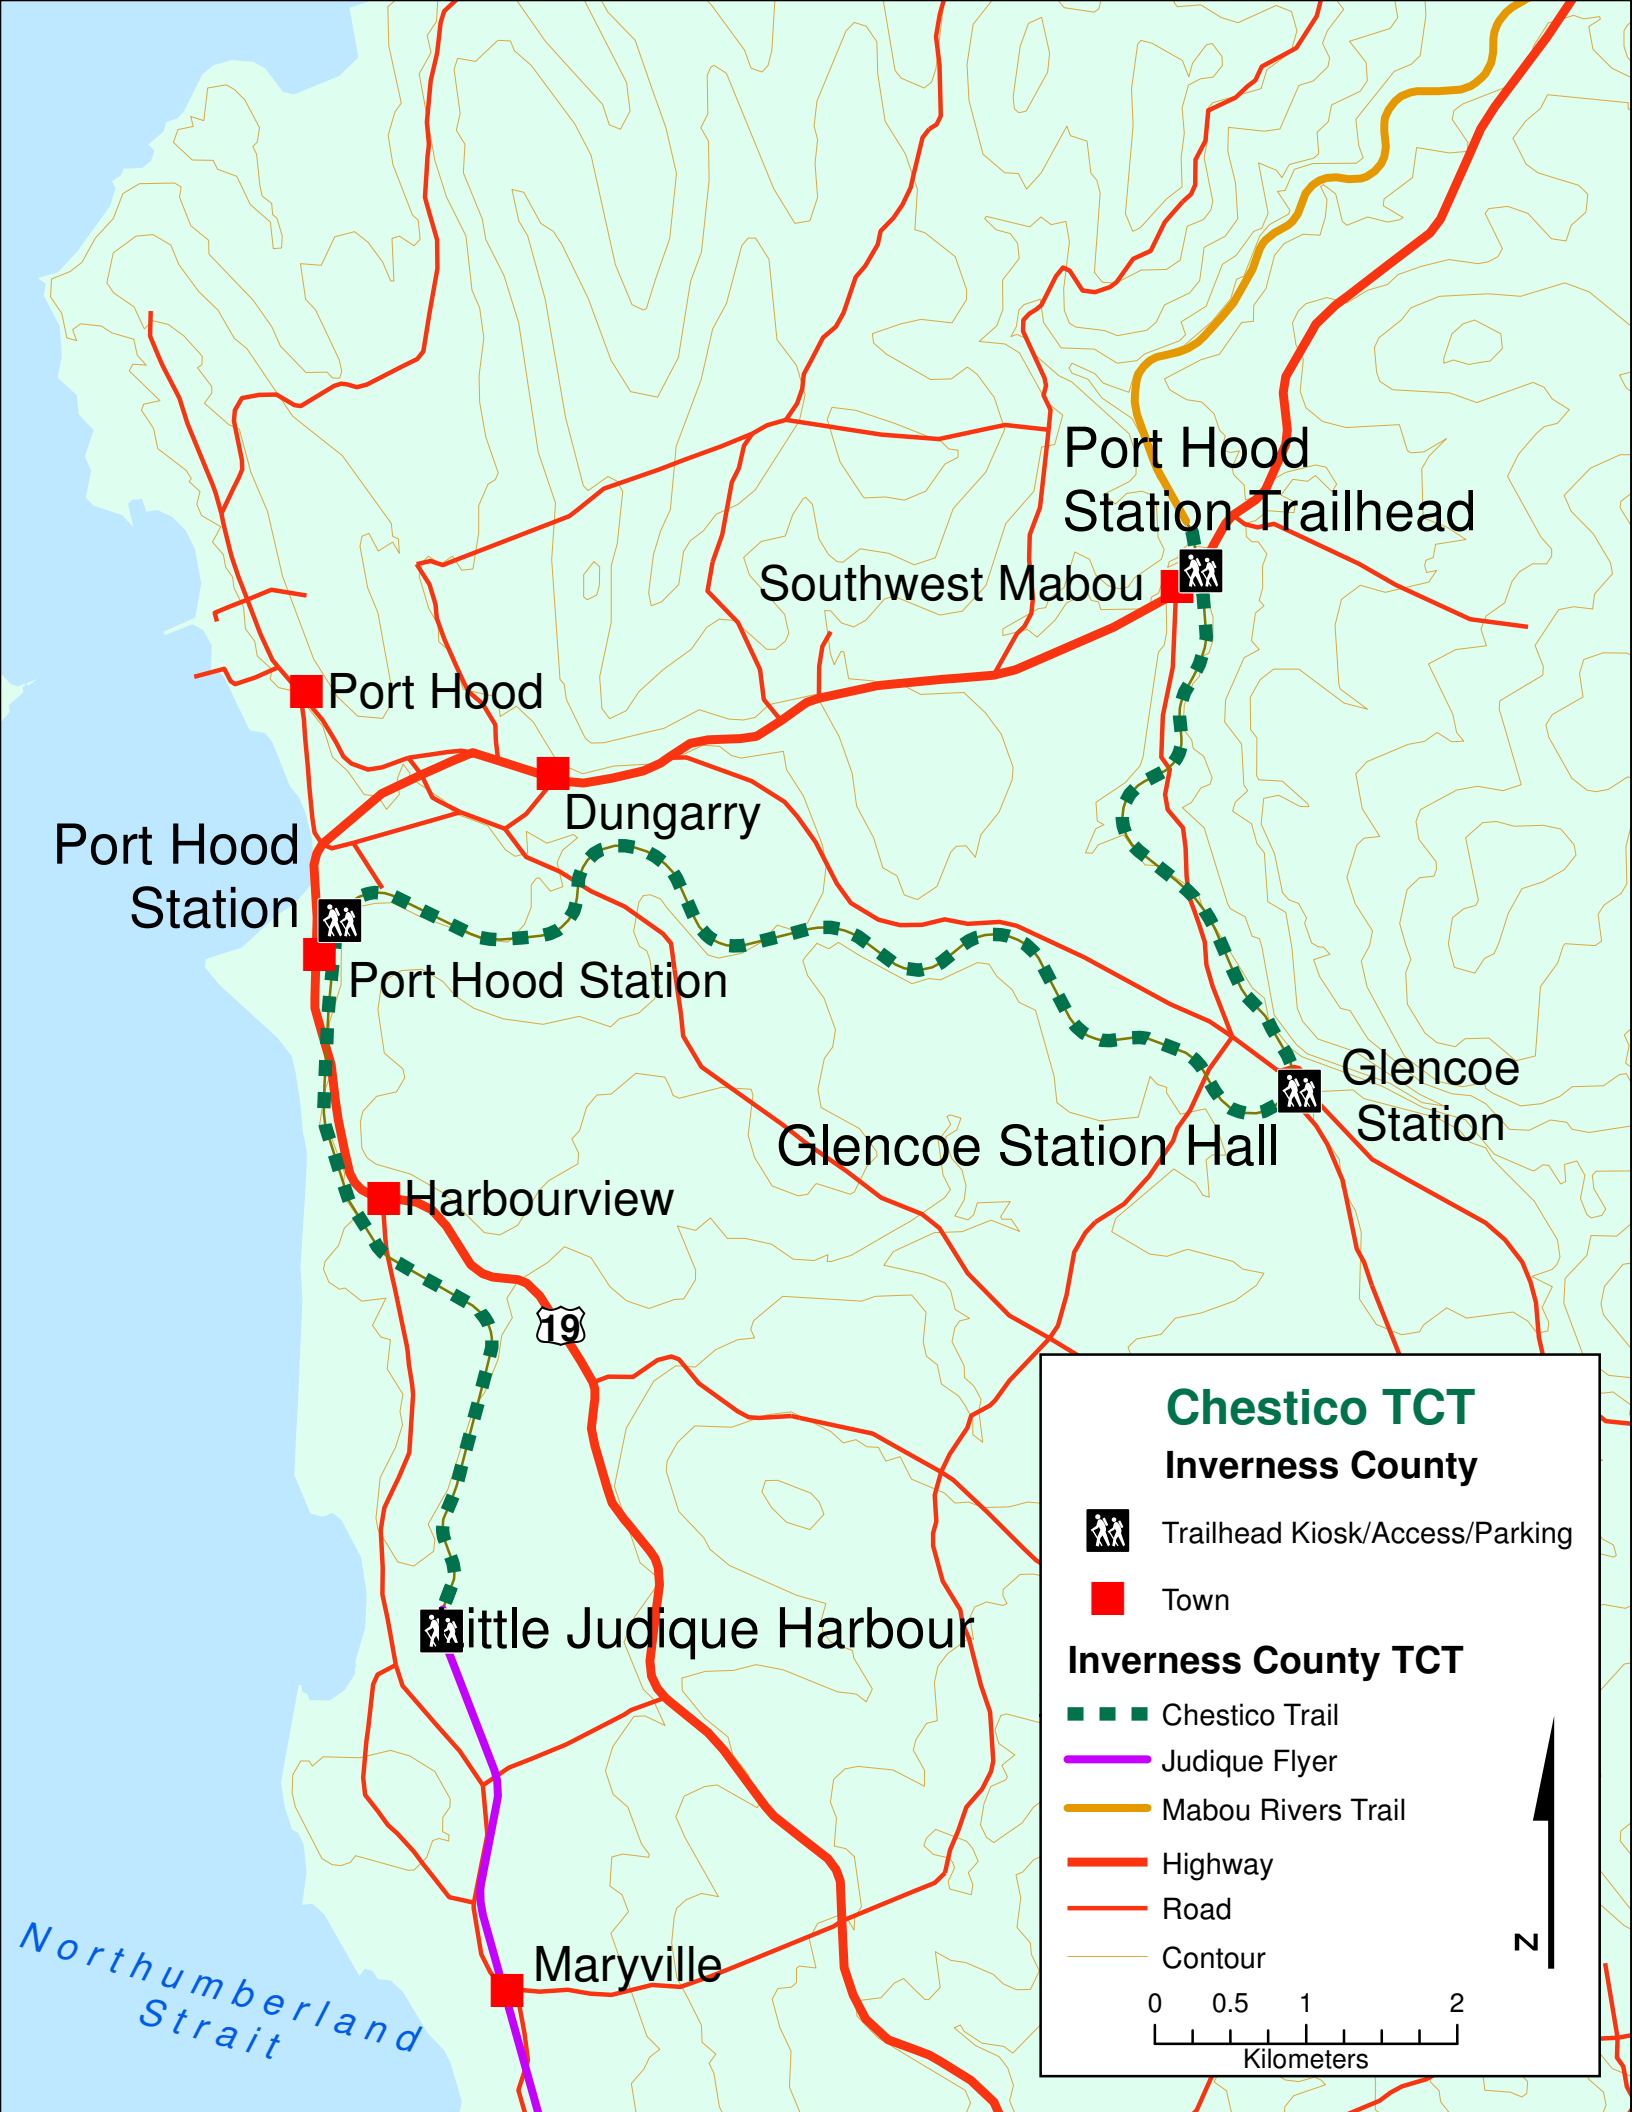 Port Hood
Station Trailhead
Southwest Mabou
Port Hood
Dungarry
Port Hood
Station
Port Hood Station
Glencoe
Station
Glencoe Station Hall
Harbourview
19
Little Judique Harbour
Maryville
Northumberland
Strait
Chestico TCT
Inverness County
Trailhead Kiosk/Access/Parking
Town
Inverness County TCT
Chestico Trail
Judique Flyer
Mabou Rivers Trail
Highway
Road
Contour
N
0 0.5 1 2
Kilometers